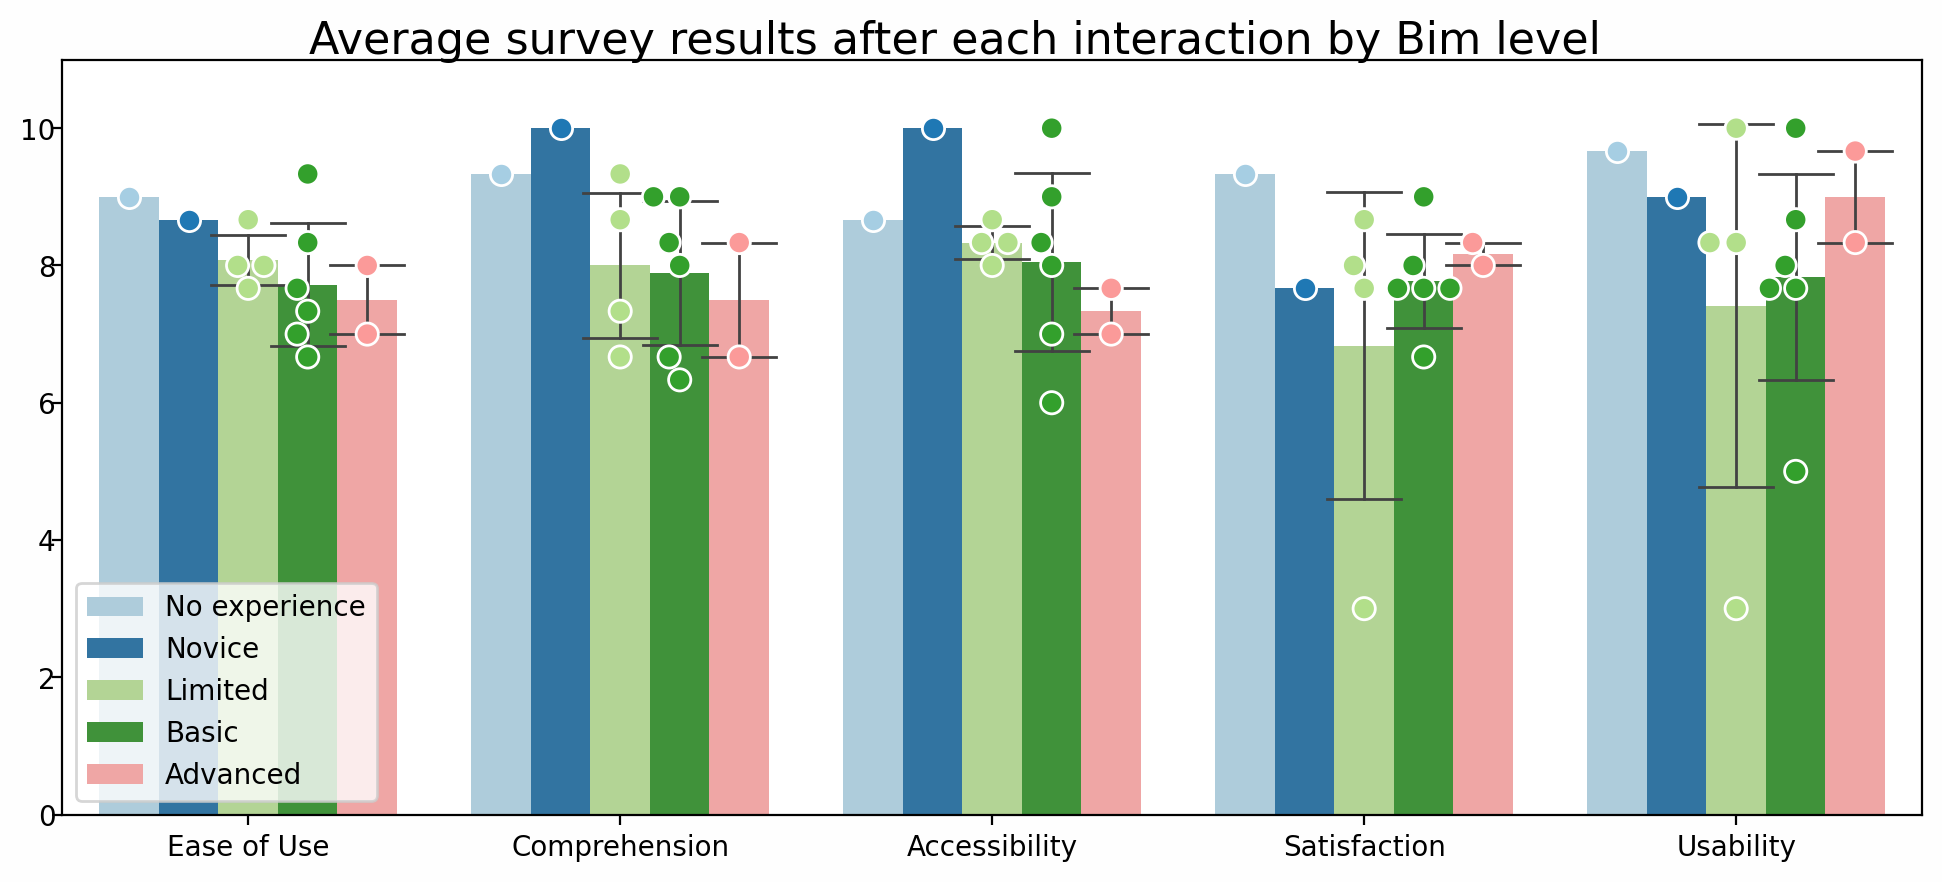 Average survey results after each interaction by Bim level
10
8
6
4
2
0
No experience
Novice
Limited
Basic
Advanced
Ease of Use
Comprehension
Accessibility
Satisfaction
Usability